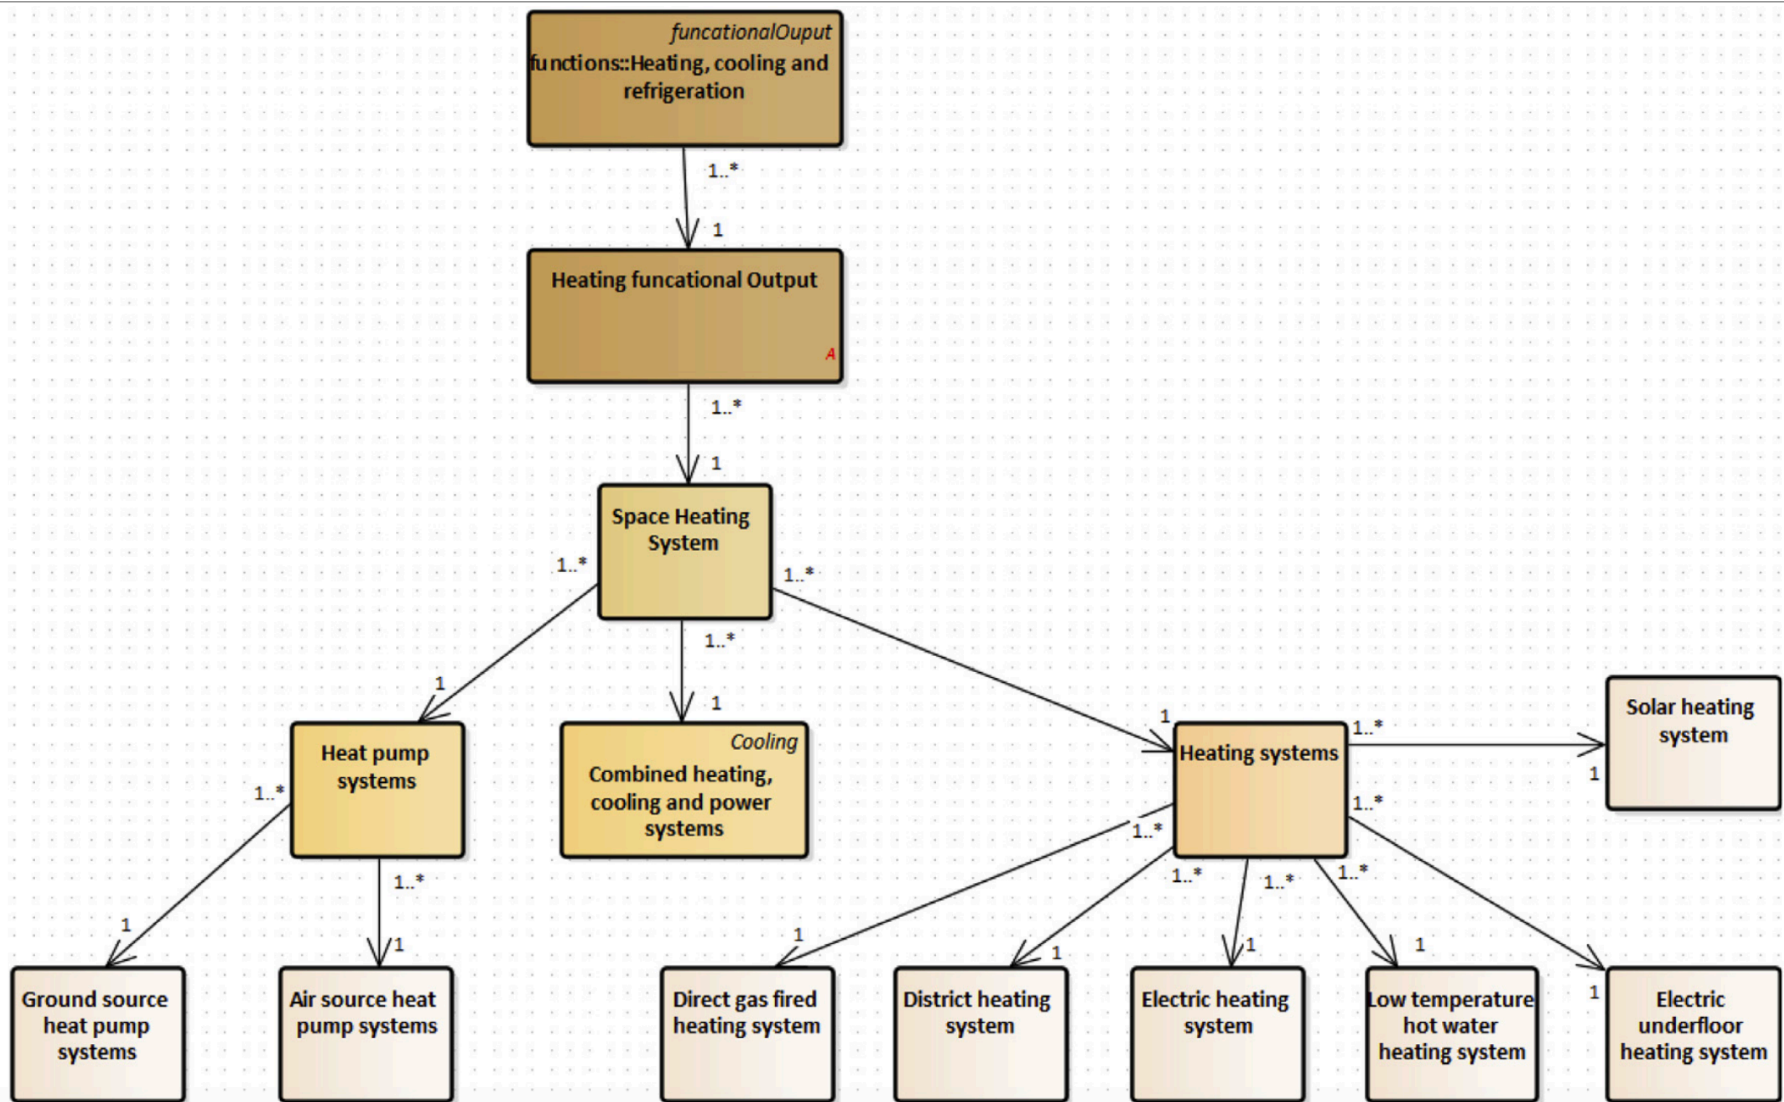 funcationalOuput
functions::Heating, cooling and
refrigeration
1..*
1
Heating funcational Output
A
1..*
1
Space Heating
System
1..*
1..*
1..*
1
1
1
Heat pump
systems
Cooling
Combined heating,
cooling and power
systems
Heating systems
1..*
1
Solar heating
system
1..*
1..*
1..*
1..*
1..*
1..*
1..*
1
1
1
1
1
1
1
Ground source
heat pump
systems
Air source heat
pump systems
Direct gas fired
heating system
District heating
system
Electric heating
system
Low temperature
hot water
heating system
Electric
underfloor
heating system